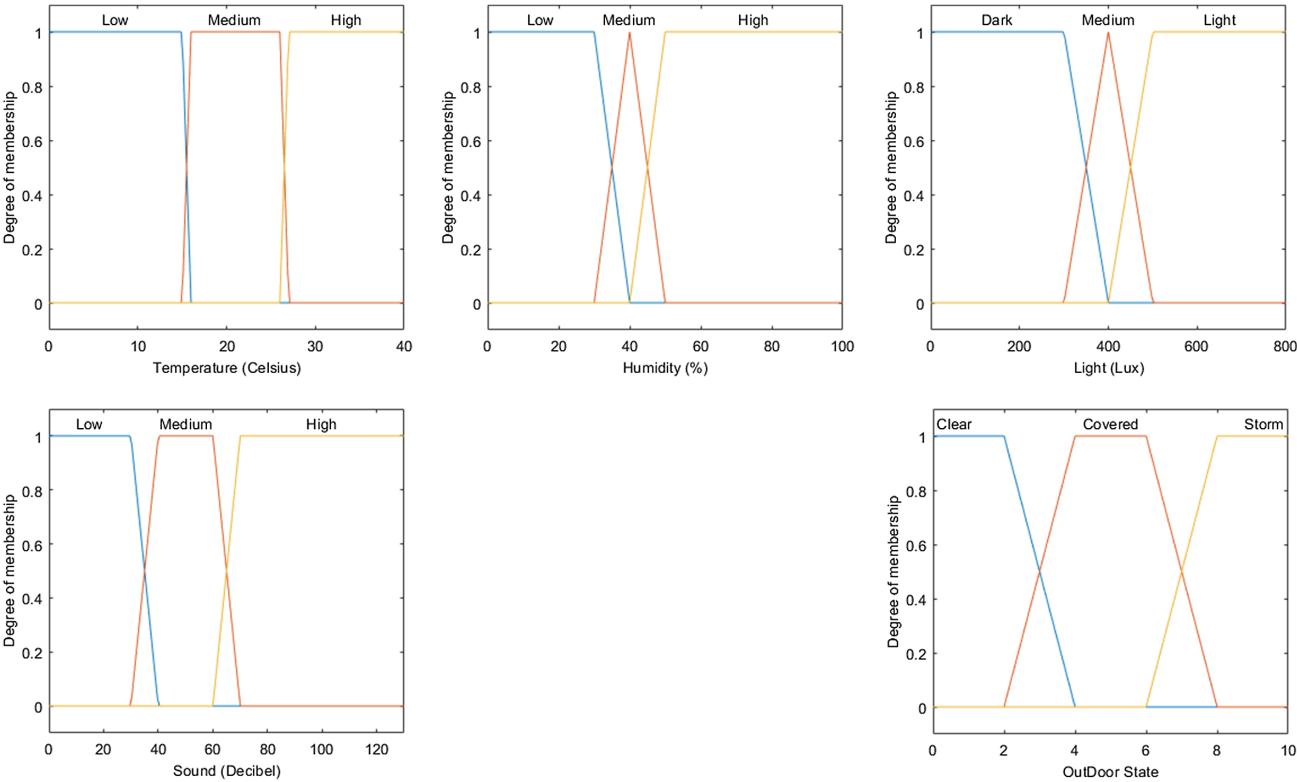 Low Medium High
1
0.8
0.6
0.4
0.2
0
0 10 20 30 40
Temperature (Celsius)
Degree of membership
Low Medium High
1
0.8
0.6
0.4
0.2
0
0 20 40 60 80 100
Humidity (%)
Degree of membership
Dark Medium Light
1
0.8
0.6
0.4
0.2
0
0 200 400 600 800
Light (Lux)
Degree of membership
Low Medium High
1
0.8
0.6
0.4
0.2
0
0 20 40 60 80 100 120
Sound (Decibel)
Degree of membership
Clear Covered Storm
1
0.8
0.6
0.4
0.2
0
0 2 4 6 8 10
OutDoor State
Degree of membership